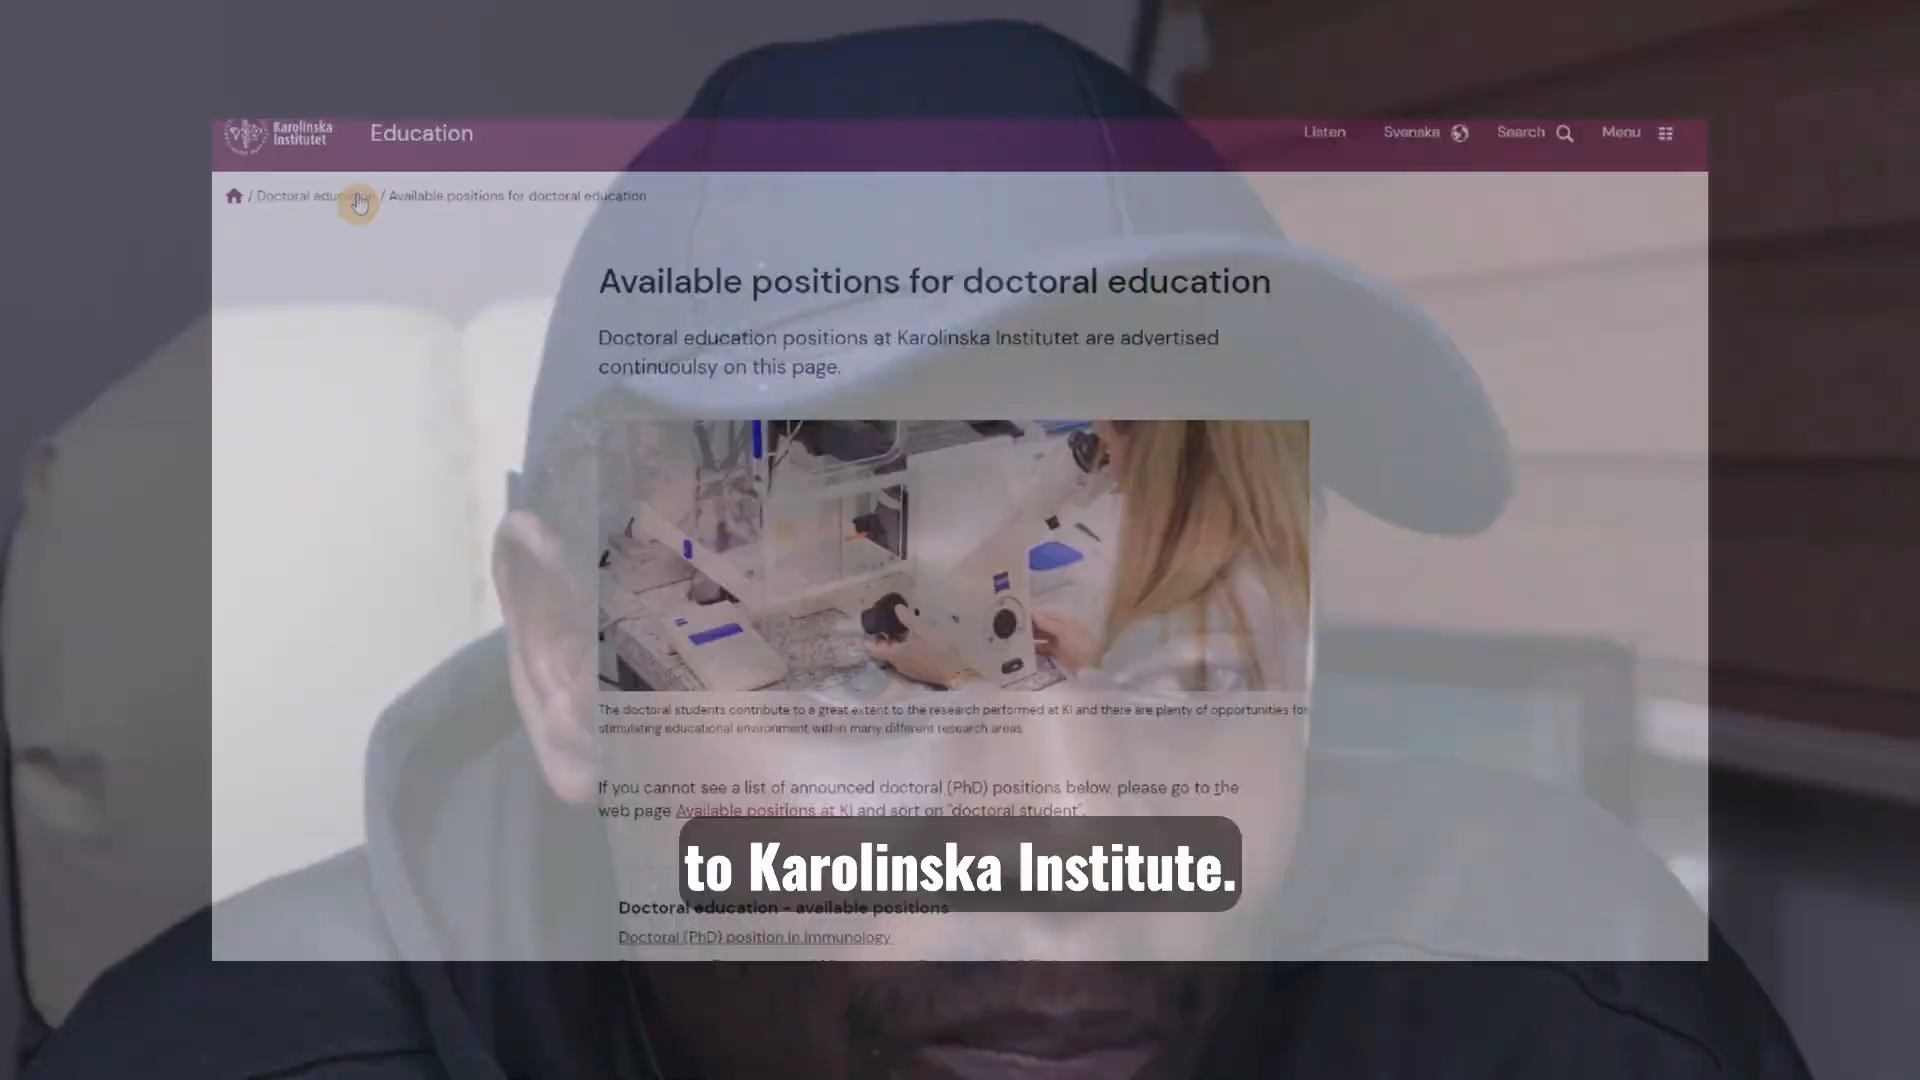 Karolinska
Institutet
Education
Listen
Svenska
Search
Menu
/ Doctoral education / Available positions for doctoral education
Available positions for doctoral education
Doctoral education positions at Karolinska Institutet are advertised
continuoulsy on this page.
The doctoral students contribute to a great extent to the research performed at KI and there are plenty of opportunities for
stimulating educational environment within many different research areas
If you cannot see a list of announced doctoral (PhD) positions below, please go to the
web page Available positions at KI and sort on "doctoral student".
to Karolinska Institute.
Doctoral education - available positions
Doctoral (PhD) position in Immunology